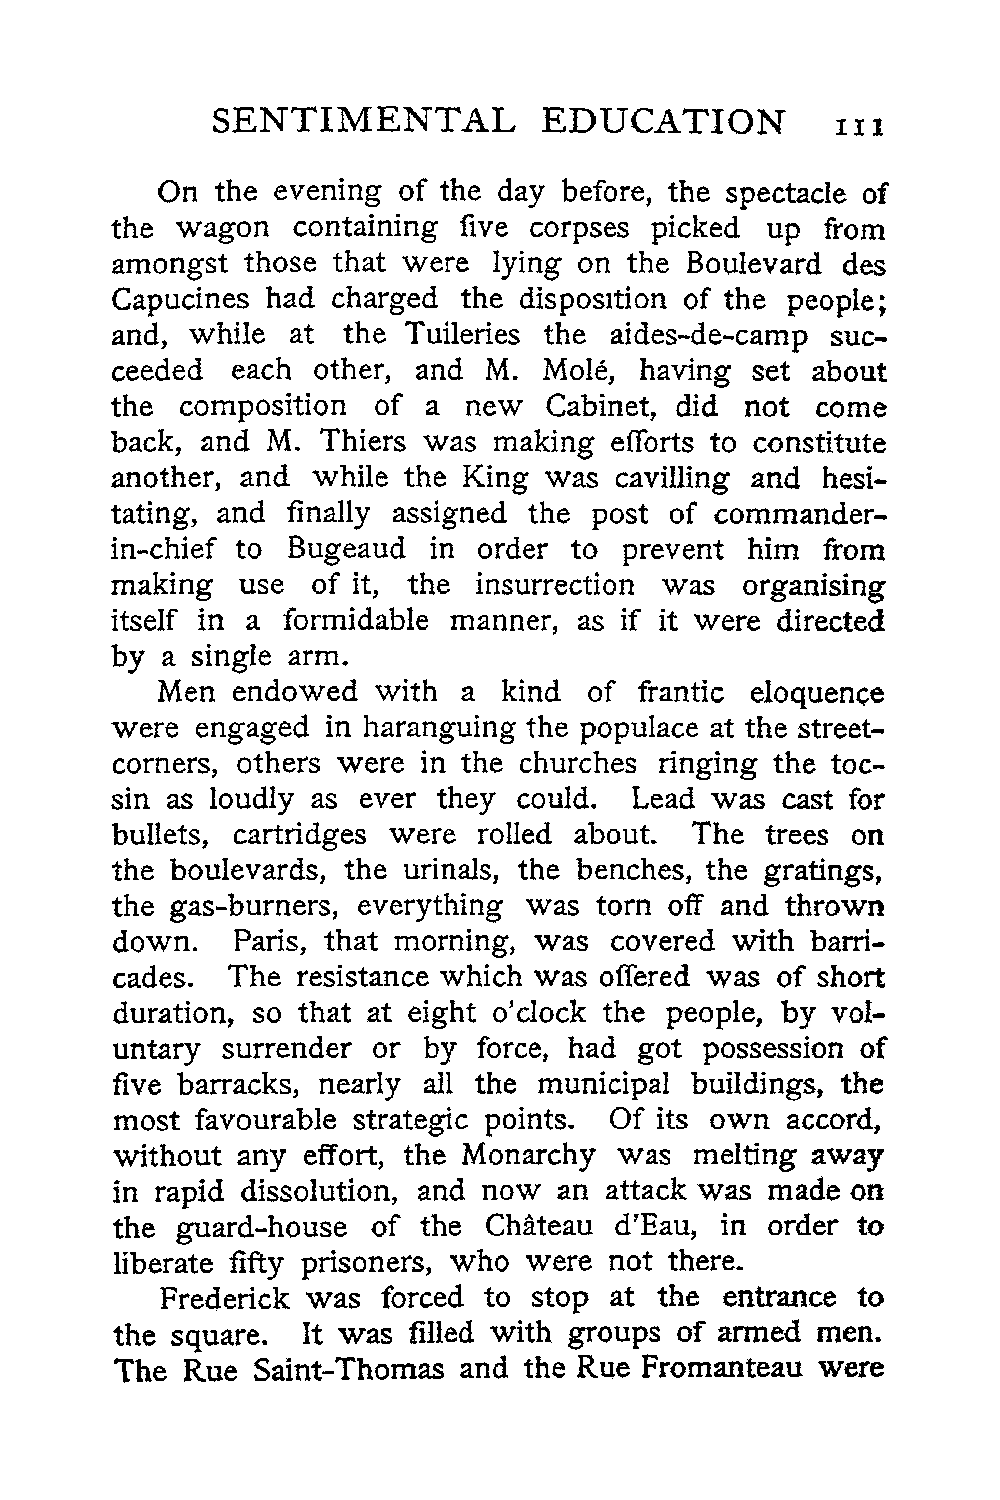 SENTIMENTAL EDUCATION 111
On the evening of the day before, the spectacle of
the wagon containing five corpses picked up from
amongst those that were lying on the Boulevard des
Capucines had charged the disposition of the people;
and, while at the Tuileries the aides-de-camp suc-
ceeded each other, and M. Molé, having set about
the composition of a new Cabinet, did not come
back, and M. Thiers was making efforts to constitute
another, and while the King was cavilling and hesi-
tating, and finally assigned the post of commander-
in-chief to Bugeaud in order to prevent him from
making use of it, the insurrection was organising
itself in a formidable manner, as if it were directed
by a single arm.
Men endowed with a kind of frantic eloquence
were engaged in haranguing the populace at the street-
corners, others were in the churches ringing the toc-
sin as loudly as ever they could. Lead was cast for
bullets, cartridges were rolled about. The trees on
the boulevards, the urinals, the benches, the gratings,
the gas-burners, everything was torn off and thrown
down. Paris, that morning, was covered with barri-
cades. The resistance which was offered was of short
duration, so that at eight o'clock the people, by vol-
untary surrender or by force, had got possession of
five barracks, nearly all the municipal buildings, the
most favourable strategic points. Of its own accord,
without any effort, the Monarchy was melting away
in rapid dissolution, and now an attack was made on
the guard-house of the Château d'Eau, in order to
liberate fifty prisoners, who were not there.
Frederick was forced to stop at the entrance to
the square. It was filled with groups of armed men.
The Rue Saint-Thomas and the Rue Fromanteau were